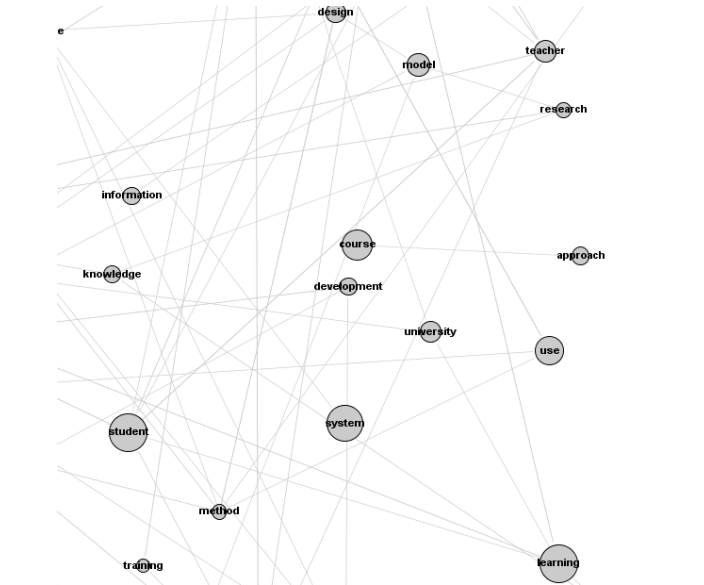 design
e
teacher
model
research
information
course
approach
knowledge
development
university
use
system
student
method
learning
training